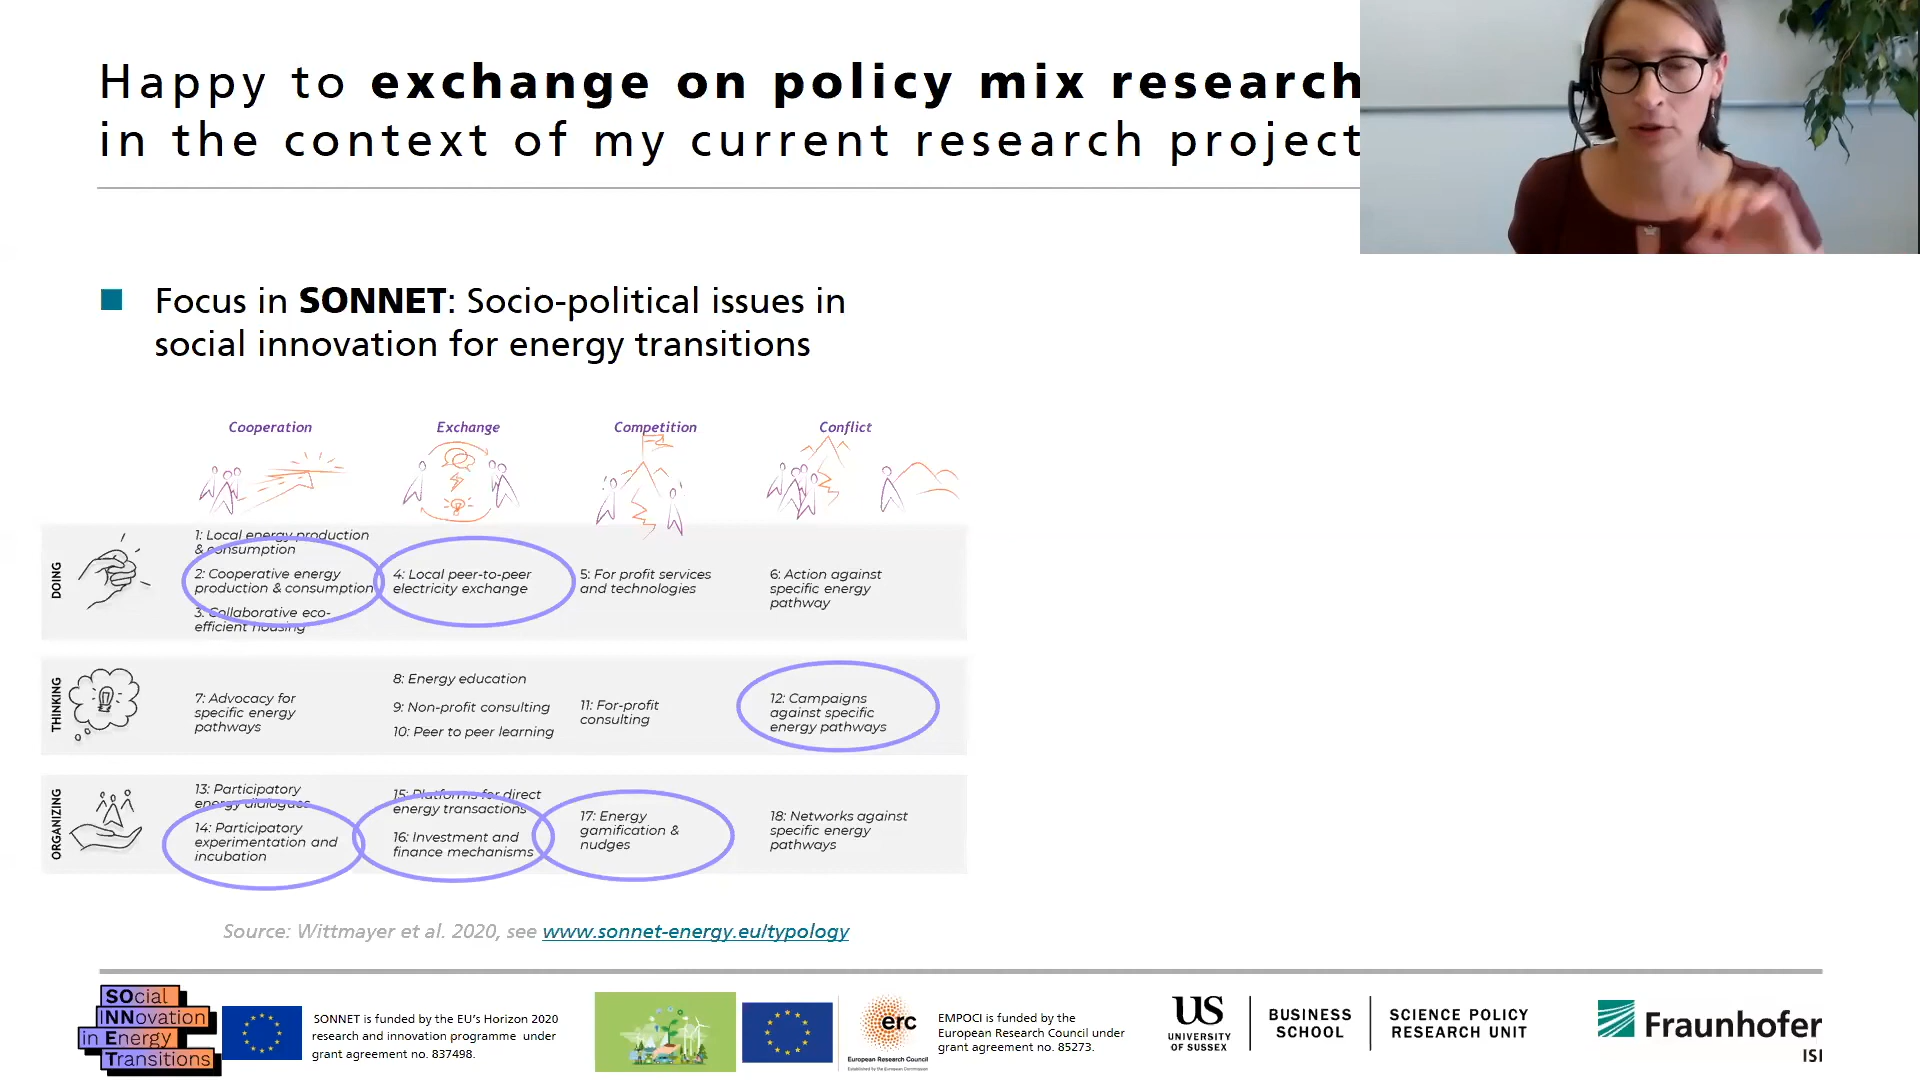 Happy to exchange on policy mix research
in the context of my current research project
Focus in SONNET: Socio-political issues in
social innovation for energy transitions
Cooperation
Exchange
Competition
Conflict
DOING
1: Local energy production
& consumption
2: Cooperative energy
production & consumption
3: Collaborative eco-
efficient housing
4: Local peer-to-peer
electricity exchange
5: For profit services
and technologies
6: Action against
specific energy
pathway
THINKING
7: Advocacy for
specific energy
pathways
8: Energy education
9: Non-profit consulting
10: Peer to peer learning
11: For-profit
consulting
12: Campaigns
against specific
energy pathways
ORGANIZING
13: Participatory
energy dialogues
14: Participatory
experimentation and
incubation
15: Platforms for direct
energy transactions
16: Investment and
finance mechanisms
17: Energy
gamification &
nudges
18: Networks against
specific energy
pathways
Source: Wittmayer et al. 2020, see www.sonnet-energy.eu/typology
SOcial
INNovation
in Energy
Transitions
SONNET is funded by the EU's Horizon 2020
research and innovation programme under
grant agreement no. 837498.
erc
European Research Council
Established by the European Commission
EMPOCI is funded by the
European Research Council under
grant agreement no. 85273.
US
UNIVERSITY
OF SUSSEX
BUSINESS
SCHOOL
SCIENCE POLICY
RESEARCH UNIT
Fraunhofer
ISI